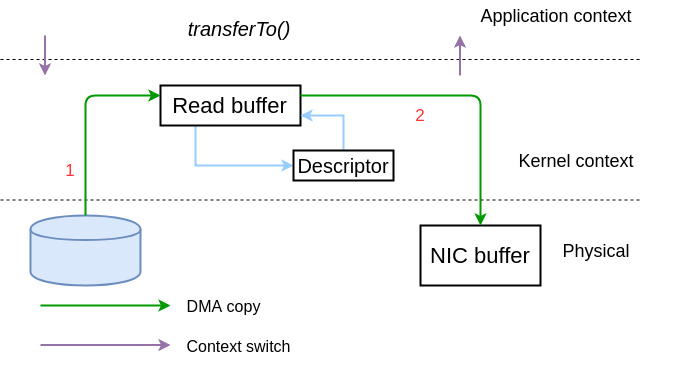 Application context
transferTo()
Read buffer
2
Descriptor
Kernel context
1
NIC buffer
Physical
DMA copy
Context switch